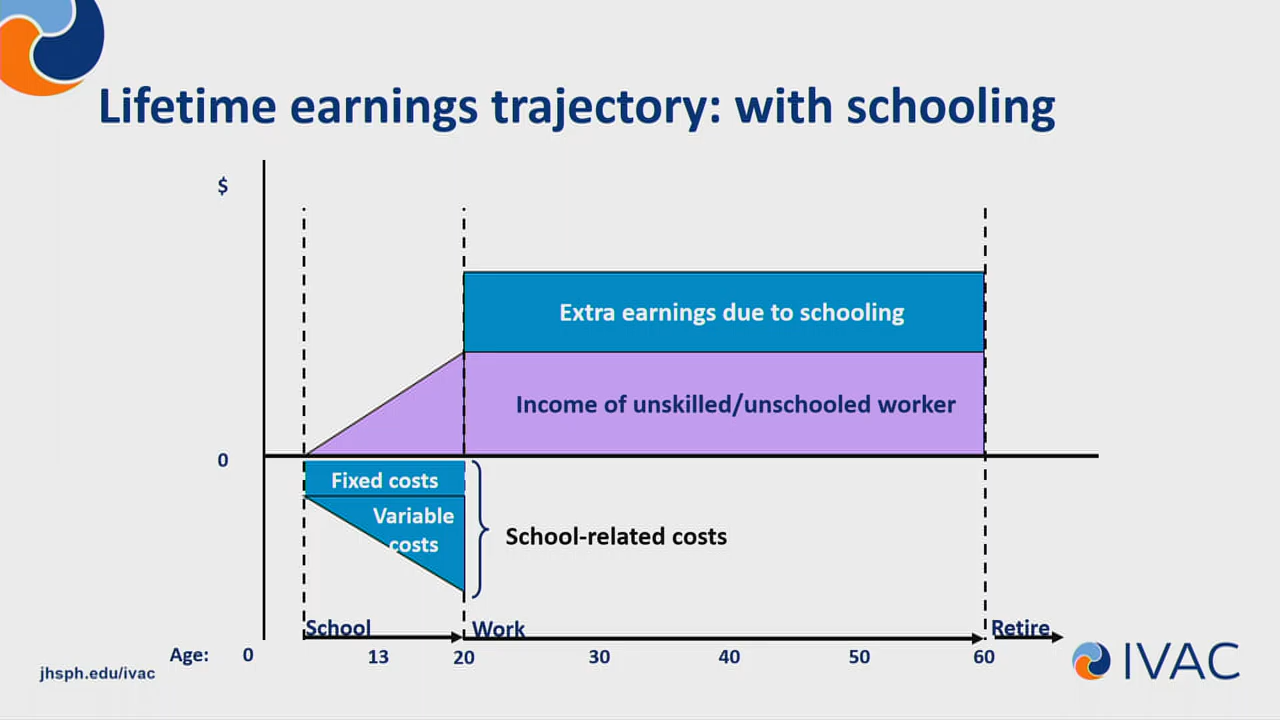 Lifetime earnings trajectory: with schooling
$
Extra earnings due to schooling
Income of unskilled/unschooled worker
0
Fixed costs
Variable
costs
School-related costs
School Work Retire
Age: 0 13 20 30 40 50 60
jhsph.edu/ivac
IVAC